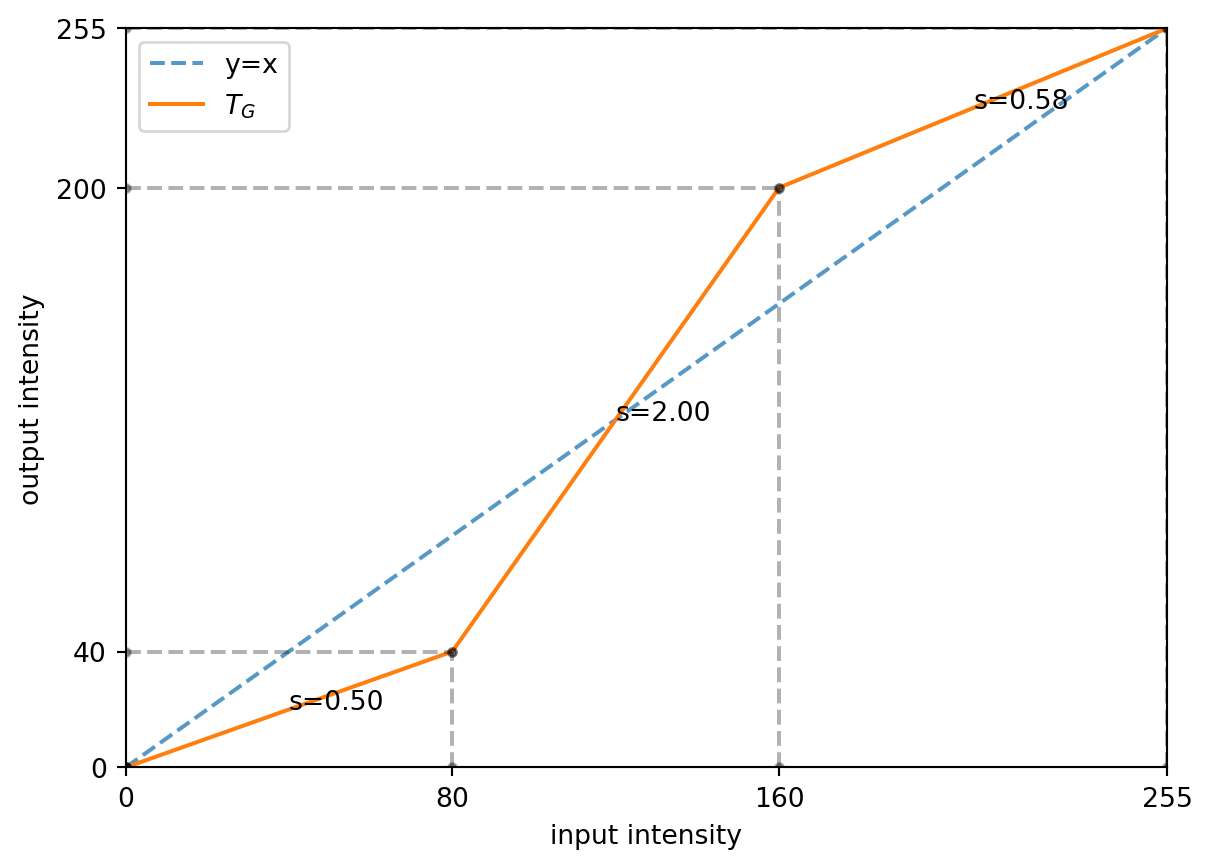 255
y=x
T_G
s=0.58
200
output intensity
s=2.00
40
s=0.50
0
0 80 160 255
input intensity